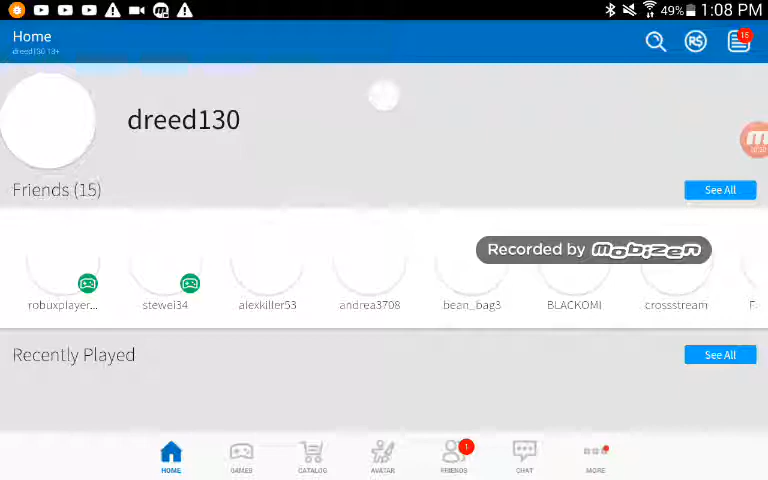 49% 1:08 PM
Home
dreed130 13+
R$
16
dreed130
Friends (15)
See All
Recorded by mobizen
robuxplayer...
stewei34
alexkiller53
andrea3708
bean_bag3
BLACKOMI
crossstream
F.
Recently Played
See All
1
HOME
GAMES
CATALOG
AVATAR
FRIENDS
CHAT
MORE